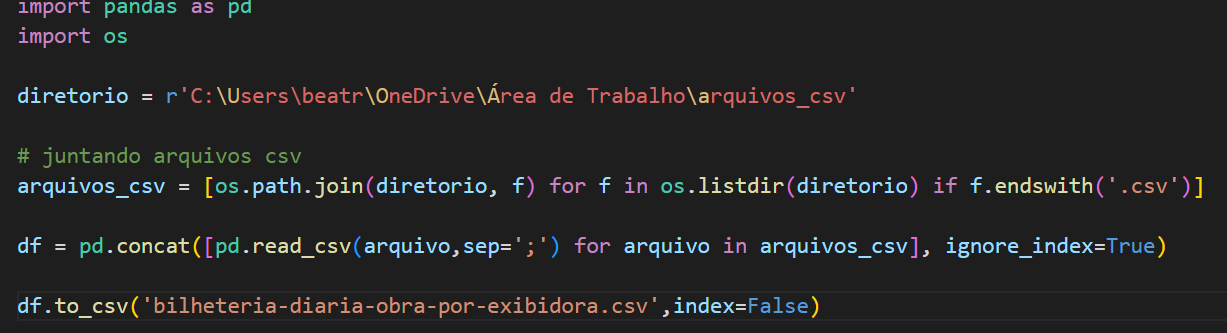 import pandas as pd
import os
diretorio = r'C:\Users\beatr\OneDrive\Área de Trabalho\arquivos_csv'
# juntando arquivos csv
arquivos_csv = [os.path.join(diretorio, f) for f in os.listdir(diretorio) if f.endswith('.csv')]
df = pd.concat([pd.read_csv(arquivo,sep=';') for arquivo in arquivos_csv], ignore_index=True)
df.to_csv('bilheteria-diaria-obra-por-exibidora.csv',index=False)